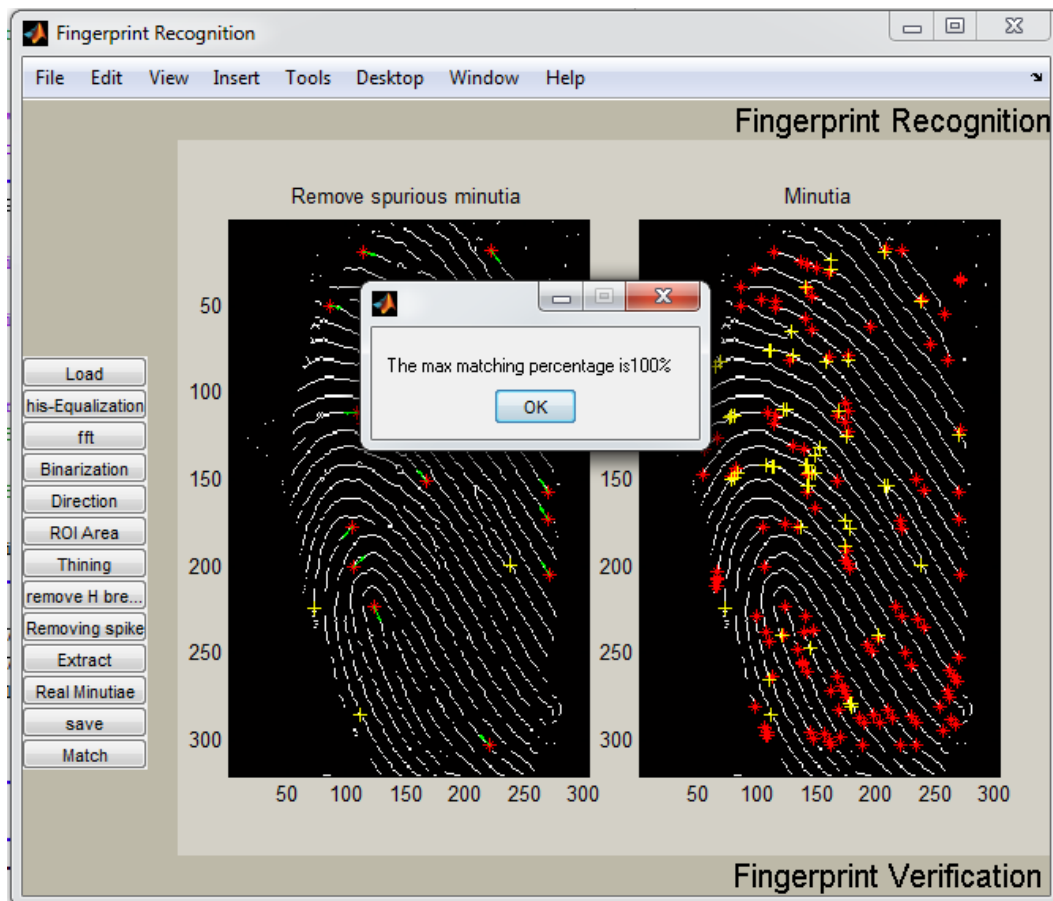 Fingerprint Recognition
File Edit View Insert Tools Desktop Window Help
Fingerprint Recognition
Remove spurious minutia
Minutia
50
100
150
200
250
300
50 100 150 200 250 300
150
200
250
300
50 100 150 200 250 300
The max matching percentage is100%
OK
Load
his-Equalization
fft
Binarization
Direction
ROI Area
Thining
remove H bre...
Removing spike
Extract
Real Minutiae
save
Match
Fingerprint Verification